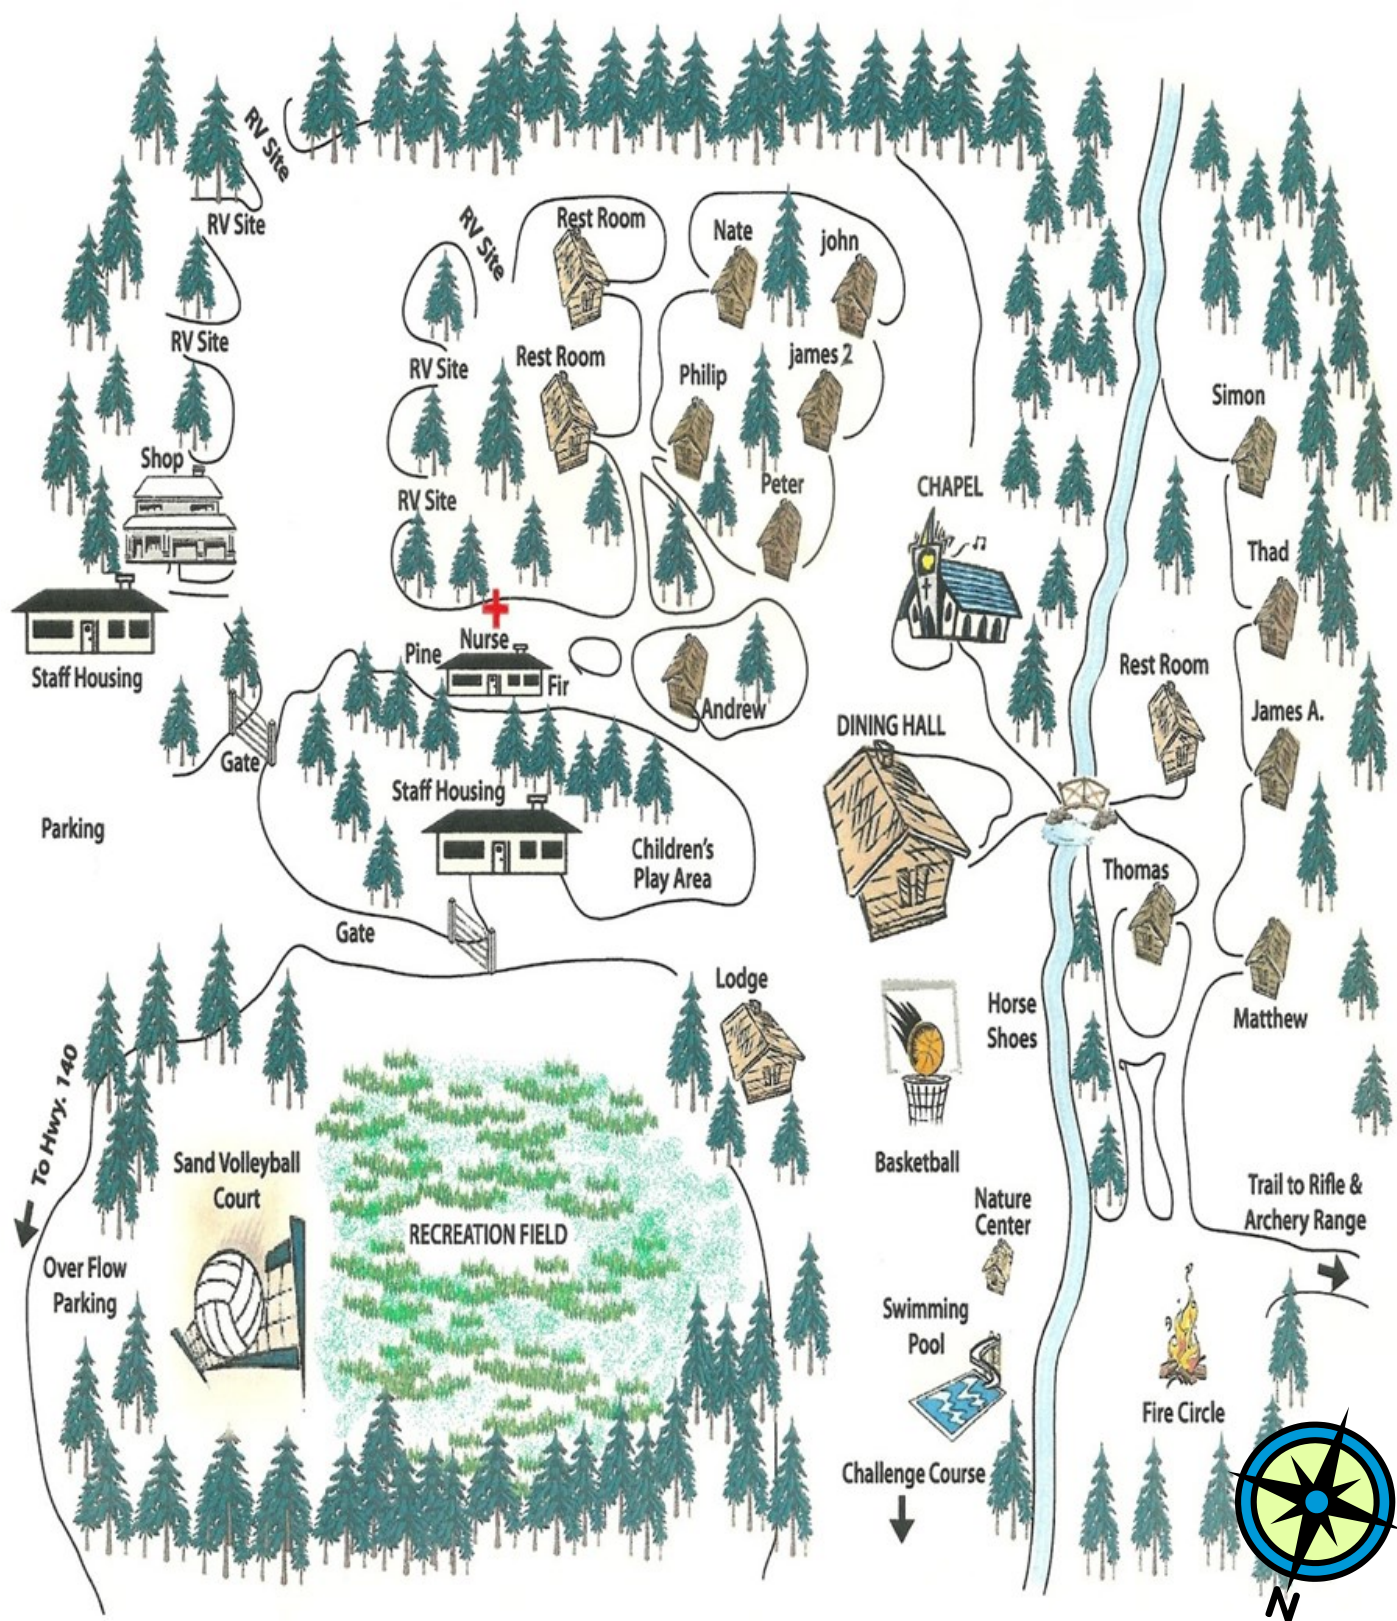 RV Site
RV Site
RV Site
Rest Room
Nate
john
RV Site
RV Site
Rest Room
Philip
james 2
Simon
Shop
RV Site
Peter
CHAPEL
Thad
Staff Housing
Pine
Nurse
Fir
Andrew
Rest Room
James A.
DINING HALL
Gate
Staff Housing
Parking
Children's
Play Area
Thomas
Gate
Lodge
Horse
Shoes
Matthew
To Hwy. 140
Sand Volleyball
Court
Basketball
RECREATION FIELD
Nature
Center
Trail to Rifle &
Archery Range
Over Flow
Parking
Swimming
Pool
Fire Circle
Challenge Course
N